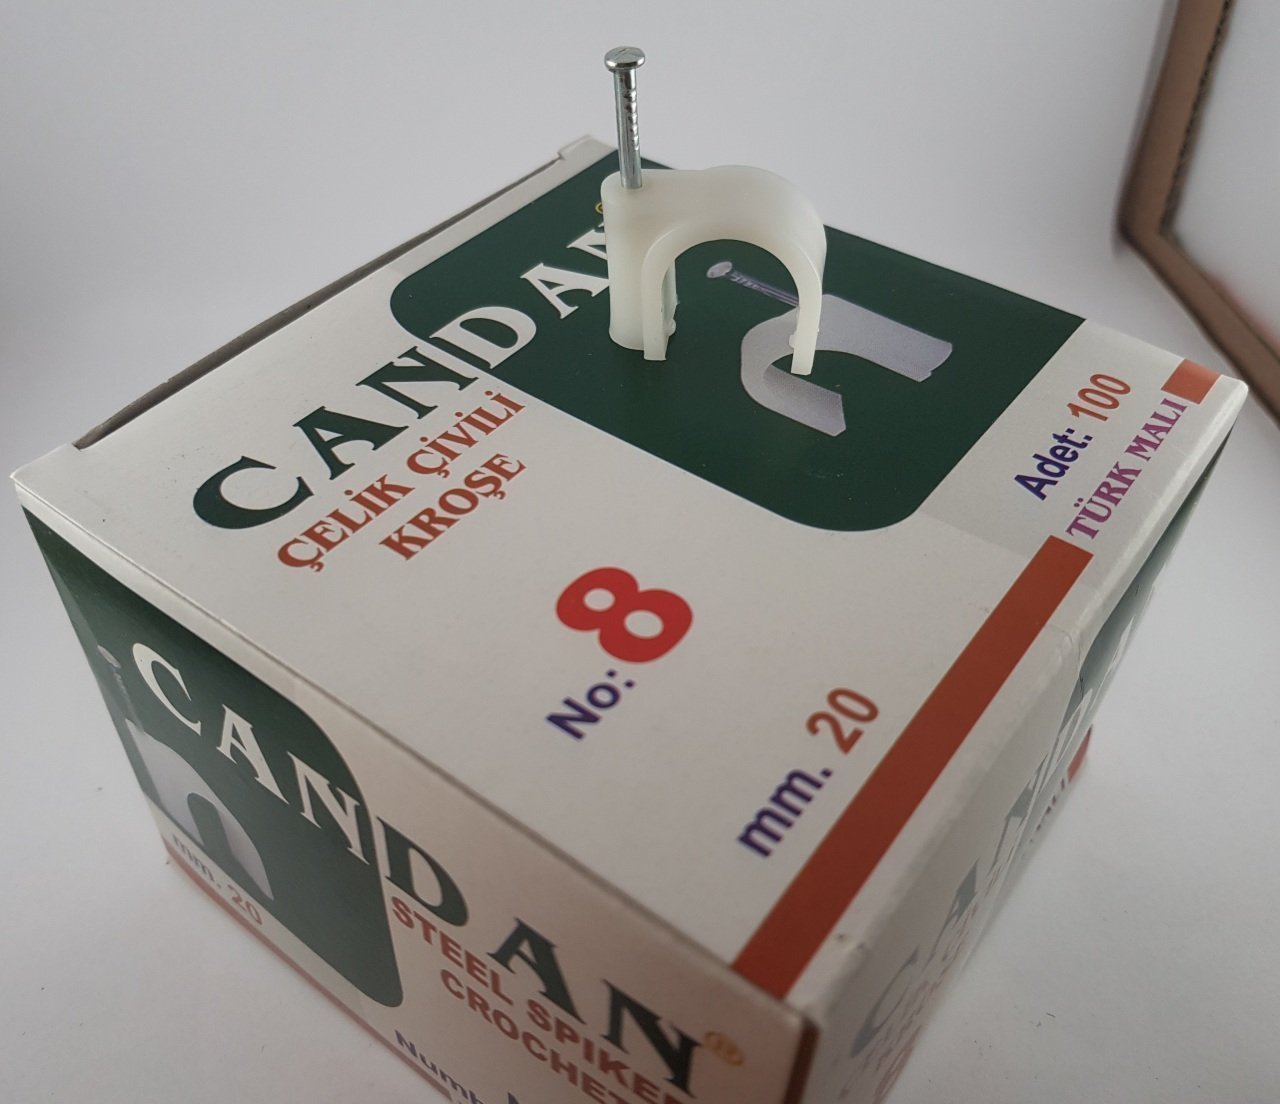 CANDAN
ÇELİK ÇİVİLİ
KROŞE
No: 8
mm. 20
Adet: 100
TÜRK MALI
CANDAN®
STEEL SPIKE
CROCHET
mm. 20